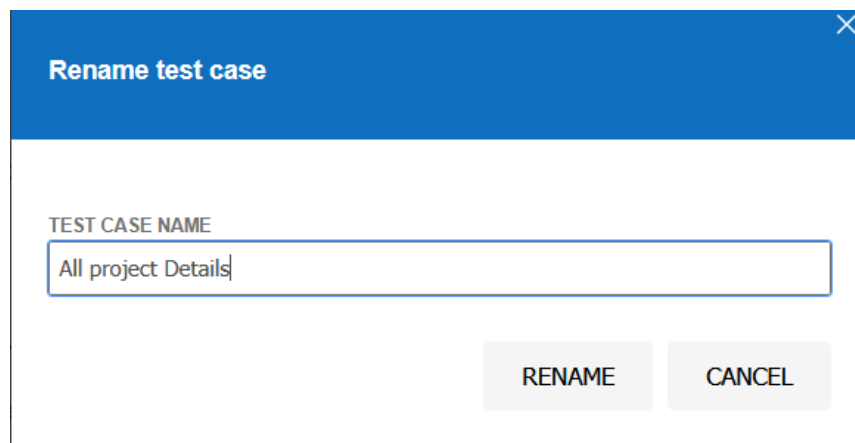 Rename test case
TEST CASE NAME
All project Details
RENAME CANCEL